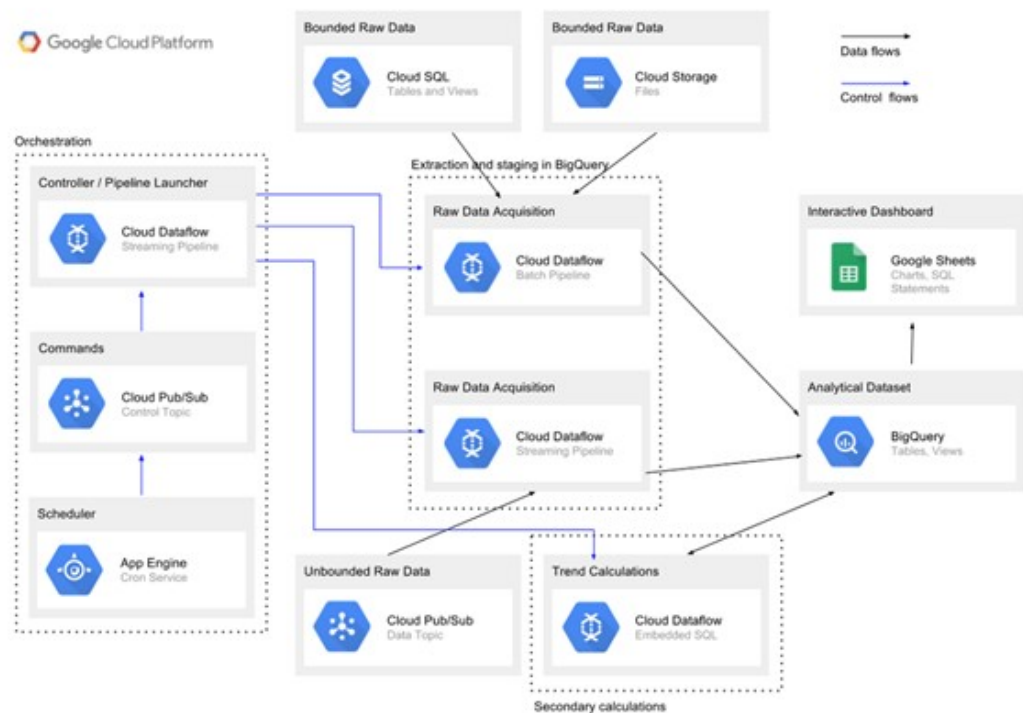 Google Cloud Platform
Bounded Raw Data
Cloud SQL
Tables and Views
Bounded Raw Data
Cloud Storage
Files
Data flows
Control flows
Orchestration
Controller / Pipeline Launcher
Cloud Dataflow
Streaming Pipeline
Commands
Cloud Pub/Sub
Control Topic
Scheduler
App Engine
Cron Service
Extraction and staging in BigQuery
Raw Data Acquisition
Cloud Dataflow
Batch Pipeline
Raw Data Acquisition
Cloud Dataflow
Streaming Pipeline
Interactive Dashboard
Google Sheets
Charts, SQL
Statements
Analytical Dataset
BigQuery
Tables, Views
Unbounded Raw Data
Cloud Pub/Sub
Data Topic
Trend Calculations
Cloud Dataflow
Embedded SQL
Secondary calculations